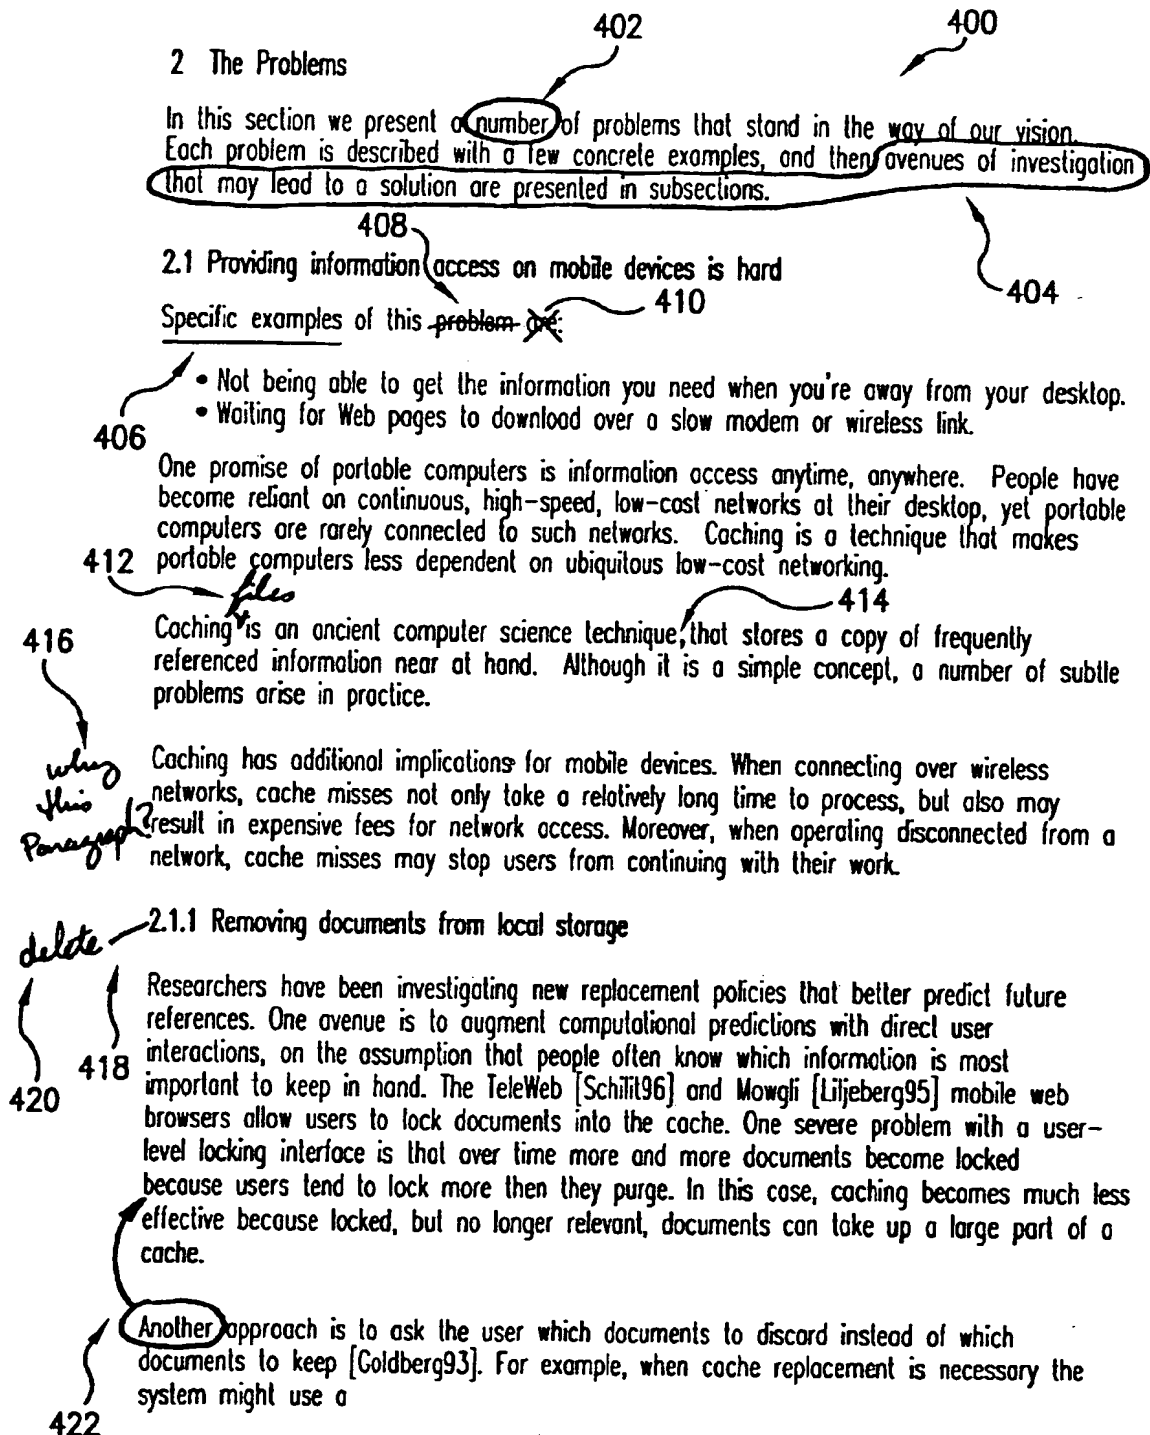 402
400
2 The Problems
In this section we present a number of problems that stand in the way of our vision.
Each problem is described with a few concrete examples, and then avenues of investigation
that may lead to a solution are presented in subsections.
408
404
2.1 Providing information access on mobile devices is hard
410
Specific examples of this problem are:
406
• Not being able to get the information you need when you're away from your desktop.
• Waiting for Web pages to download over a slow modem or wireless link.
One promise of portable computers is information access anytime, anywhere. People have
become reliant on continuous, high-speed, low-cost networks at their desktop, yet portable
computers are rarely connected to such networks. Caching is a technique that makes
portable computers less dependent on ubiquitous low-cost networking.
412
files
414
Caching is an ancient computer science technique, that stores a copy of frequently
referenced information near at hand. Although it is a simple concept, a number of subtle
problems arise in practice.
416
why
this
Paragraph?
Caching has additional implications for mobile devices. When connecting over wireless
networks, cache misses not only take a relatively long time to process, but also may
result in expensive fees for network access. Moreover, when operating disconnected from a
network, cache misses may stop users from continuing with their work.
delete
2.1.1 Removing documents from local storage
418
420
Researchers have been investigating new replacement policies that better predict future
references. One avenue is to augment computational predictions with direct user
interactions, on the assumption that people often know which information is most
important to keep in hand. The TeleWeb [Schilit96] and Mowgli [Liljeberg95] mobile web
browsers allow users to lock documents into the cache. One severe problem with a user-
level locking interface is that over time more and more documents become locked
because users tend to lock more then they purge. In this case, caching becomes much less
effective because locked, but no longer relevant, documents can take up a large part of a
cache.
Another approach is to ask the user which documents to discard instead of which
documents to keep [Goldberg93]. For example, when cache replacement is necessary the
system might use a
422